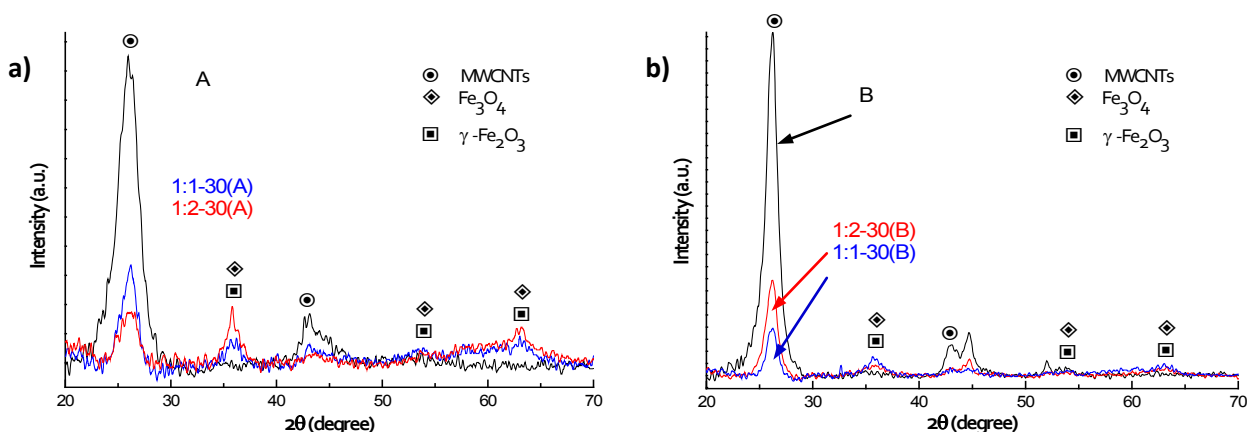 a)
A
MWCNTs
Fe3O4
γ-Fe2O3
1:1-30(A)
1:2-30(A)
Intensity (a.u.)
20 30 40 50 60 70
2θ (degree)
b)
B
MWCNTs
Fe3O4
γ-Fe2O3
1:2-30(B)
1:1-30(B)
Intensity (a.u.)
20 30 40 50 60 70
2θ (degree)